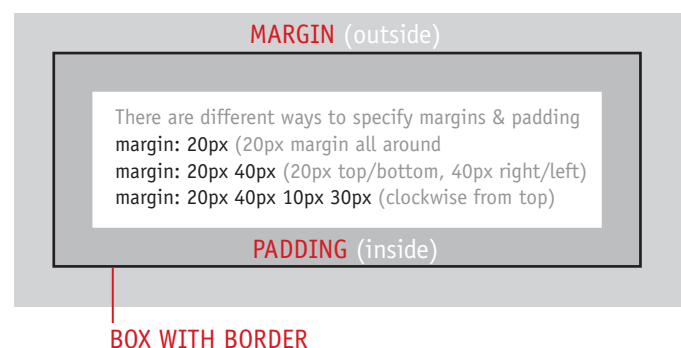 MARGIN (outside)
There are different ways to specify margins & padding
margin: 20px (20px margin all around
margin: 20px 40px (20px top/bottom, 40px right/left)
margin: 20px 40px 10px 30px (clockwise from top)
PADDING (inside)
BOX WITH BORDER